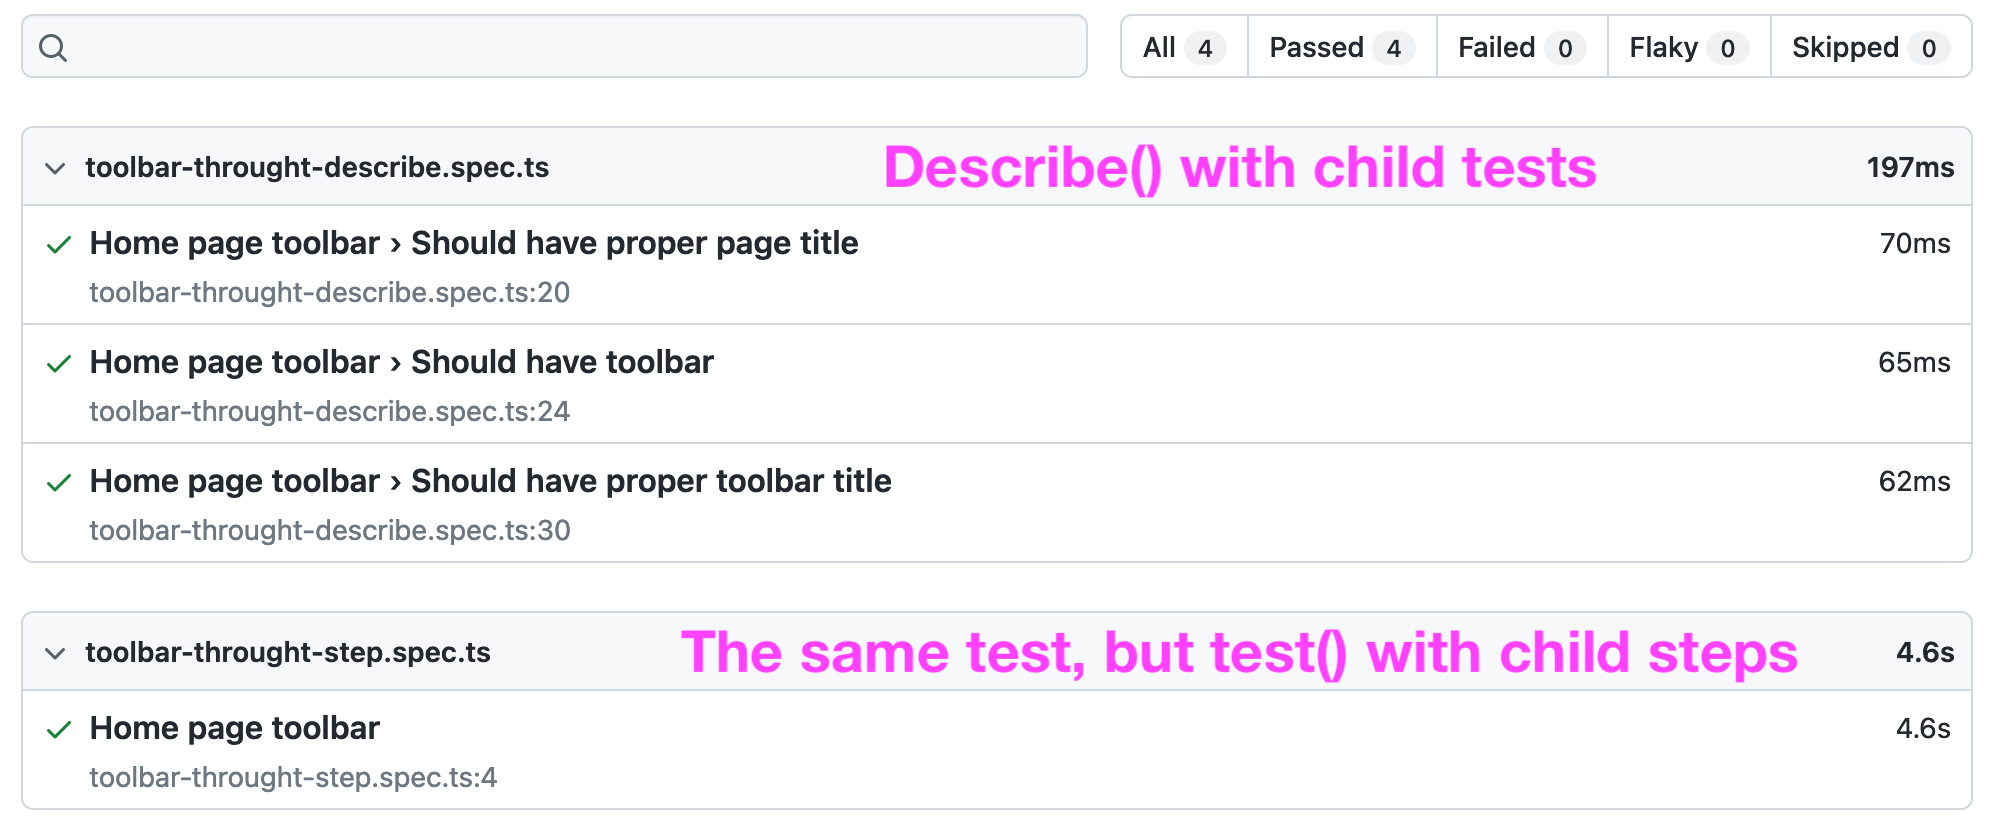 All 4 Passed 4 Failed 0 Flaky 0 Skipped 0
toolbar-throught-describe.spec.ts Describe() with child tests 197ms
Home page toolbar › Should have proper page title 70ms
toolbar-throught-describe.spec.ts:20
Home page toolbar › Should have toolbar 65ms
toolbar-throught-describe.spec.ts:24
Home page toolbar › Should have proper toolbar title 62ms
toolbar-throught-describe.spec.ts:30
toolbar-throught-step.spec.ts The same test, but test() with child steps 4.6s
Home page toolbar 4.6s
toolbar-throught-step.spec.ts:4